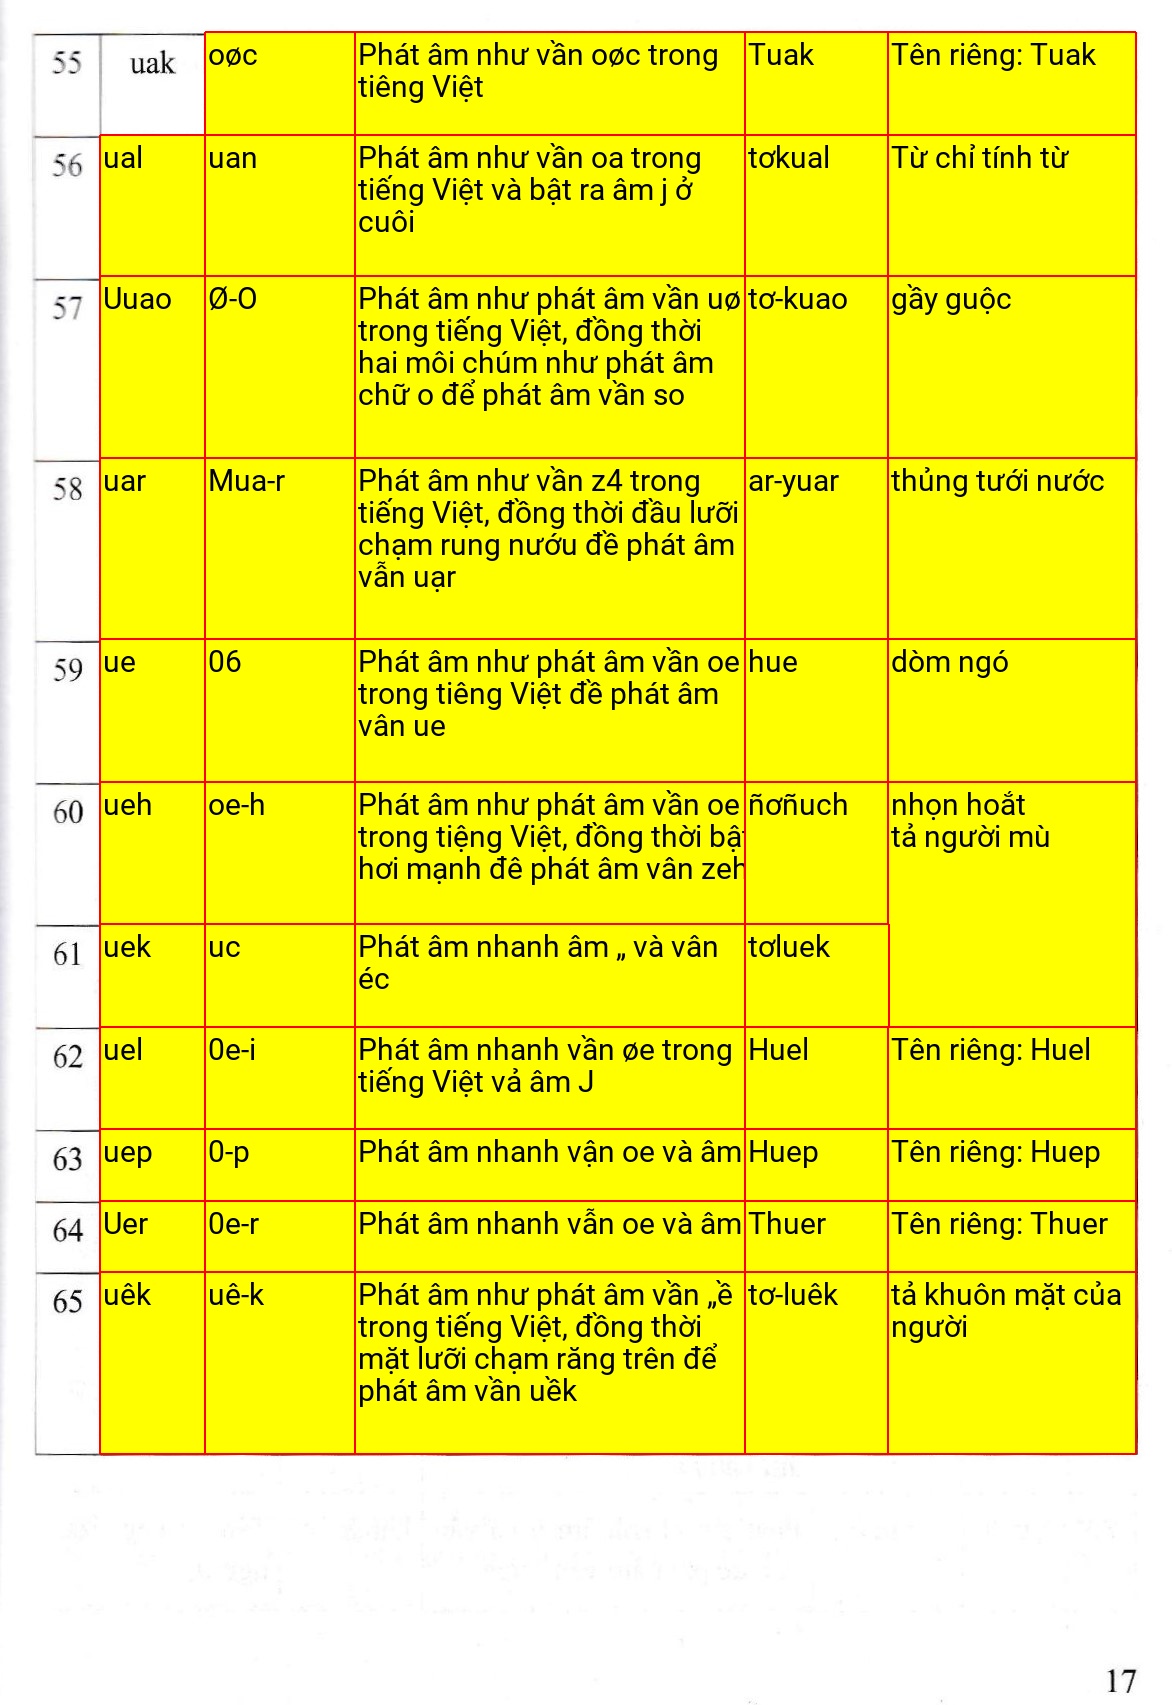 55 uak oøc Phát âm như vần oøc trong Tuak Tên riêng: Tuak
tiêng Việt
56 ual uan Phát âm như vần oa trong tơkual Từ chỉ tính từ
tiếng Việt và bật ra âm j ở
cuôi
57 Uuao Ø-O Phát âm như phát âm vần uø tơ-kuao gầy guộc
trong tiếng Việt, đồng thời
hai môi chúm như phát âm
chữ o để phát âm vần so
58 uar Mua-r Phát âm như vần z4 trong ar-yuar thủng tưới nước
tiếng Việt, đồng thời đầu lưỡi
chạm rung nướu đề phát âm
vẫn uạr
59 ue 06 Phát âm như phát âm vần oe hue dòm ngó
trong tiêng Việt đề phát âm
vân ue
60 ueh oe-h Phát âm như phát âm vần oe ñơñuch nhọn hoắt
trong tiệng Việt, đồng thời bật tả người mù
hơi mạnh đê phát âm vân zeh
61 uek uc Phát âm nhanh âm „ và vân tơluek
éc
62 uel 0e-i Phát âm nhanh vần øe trong Huel Tên riêng: Huel
tiếng Việt vả âm J
63 uep 0-p Phát âm nhanh vận oe và âm Huep Tên riêng: Huep
64 Uer 0e-r Phát âm nhanh vẫn oe và âm Thuer Tên riêng: Thuer
65 uêk uê-k Phát âm như phát âm vần „ề tơ-luêk tả khuôn mặt của
trong tiếng Việt, đồng thời người
mặt lưỡi chạm răng trên để
phát âm vần uềk
17